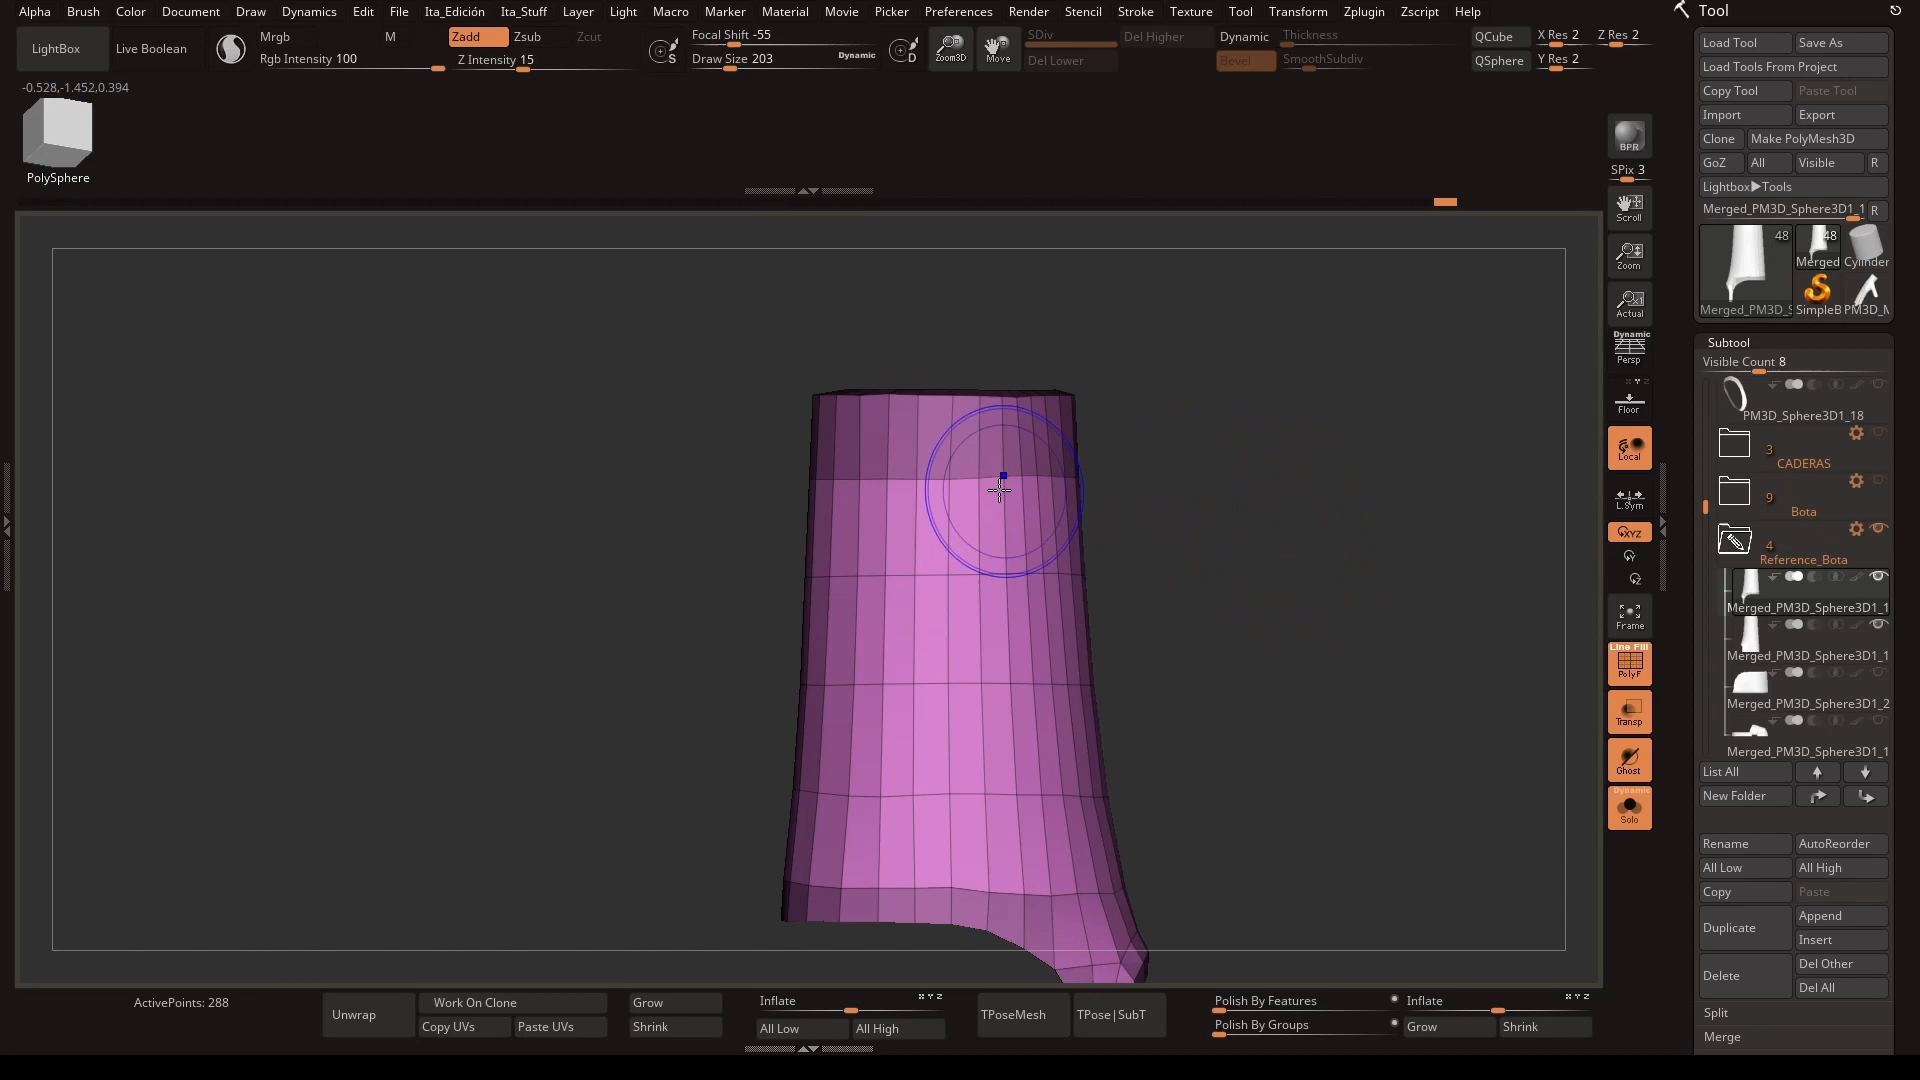 Alpha Brush Color Document Draw Dynamics Edit File Ita_Edición Ita_Stuff Layer Light Macro Marker Material Movie Picker Preferences Render Stencil Stroke Texture Tool Transform Zplugin Zscript Help
Tool
LightBox
Live Boolean
Mrgb
M
Rgb Intensity 100
Zadd
Zsub
Zcut
Z Intensity 15
S
Focal Shift -55
Draw Size 203
Dynamic
D
Zoom3D
Move
SDiv
Del Higher
Del Lower
Dynamic
Thickness
Bevel
SmoothSubdiv
QCube
QSphere
X Res 2
Z Res 2
Y Res 2
-0.528,-1.452,0.394
PolySphere
BPR
SPix 3
Scroll
Zoom
Actual
Dynamic
Persp
Floor
Local
L.Sym
XYZ
Y
Z
Frame
Line Fill
PolyF
Transp
Ghost
Dynamic
Solo
Load Tool
Save As
Load Tools From Project
Copy Tool
Paste Tool
Import
Export
Clone
Make PolyMesh3D
GoZ
All
Visible
R
Lightbox▶Tools
Merged_PM3D_Sphere3D1_1
R
48
48
Merged_PM3D_S
Merged
Cylinder
SimpleB
PM3D_M
Subtool
Visible Count 8
PM3D_Sphere3D1_18
3
CADERAS
9
Bota
4
Reference_Bota
Merged_PM3D_Sphere3D1_1
Merged_PM3D_Sphere3D1_1
Merged_PM3D_Sphere3D1_2
Merged_PM3D_Sphere3D1_1
List All
New Folder
Rename
AutoReorder
All Low
All High
Copy
Paste
Duplicate
Append
Insert
Delete
Del Other
Del All
Split
Merge
ActivePoints: 288
Unwrap
Work On Clone
Copy UVs
Paste UVs
Grow
Shrink
Inflate
X Y Z
All Low
All High
TPoseMesh
TPose|SubT
Polish By Features
Polish By Groups
Inflate
X Y Z
Grow
Shrink